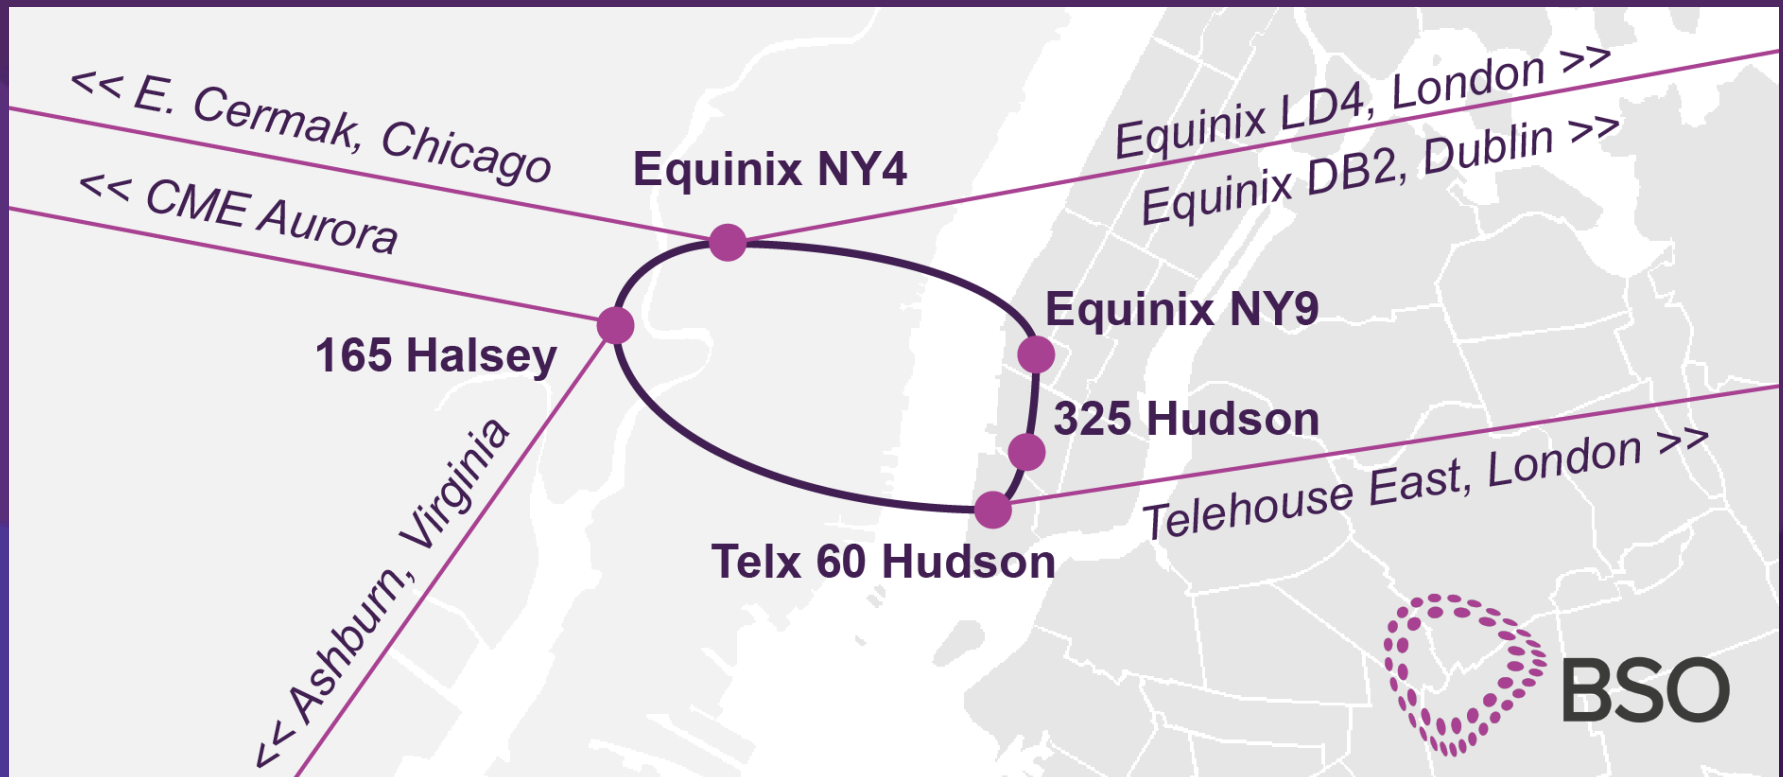 << E. Cermak, Chicago
<< CME Aurora
Equinix NY4
Equinix LD4, London >>
Equinix DB2, Dublin >>
Equinix NY9
165 Halsey
325 Hudson
Telehouse East, London >>
Telx 60 Hudson
<< Ashburn, Virginia
BSO